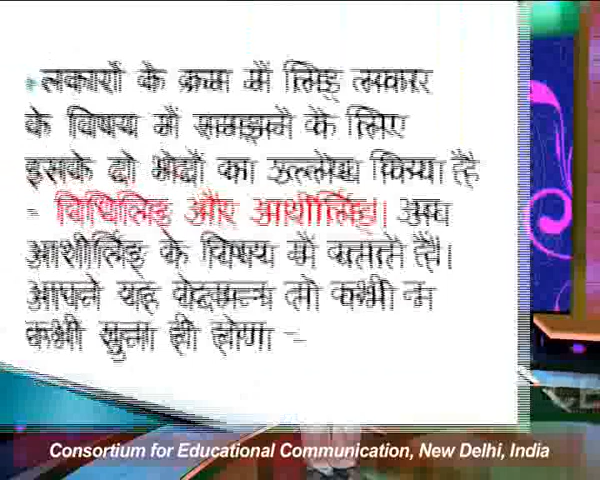 लकारों के क्रम में लिङ् लकार
के विषय में समझने के लिए
इसके दो भेदों का उल्लेख किया है
- विधिलिङ् और आशीर्लिङ्। अब
आशीर्लिङ् के विषय में बताते हैं।
आपने यह वेदमन्त्र तो कभी न
कभी सुना ही होगा -
Consortium for Educational Communication, New Delhi, India